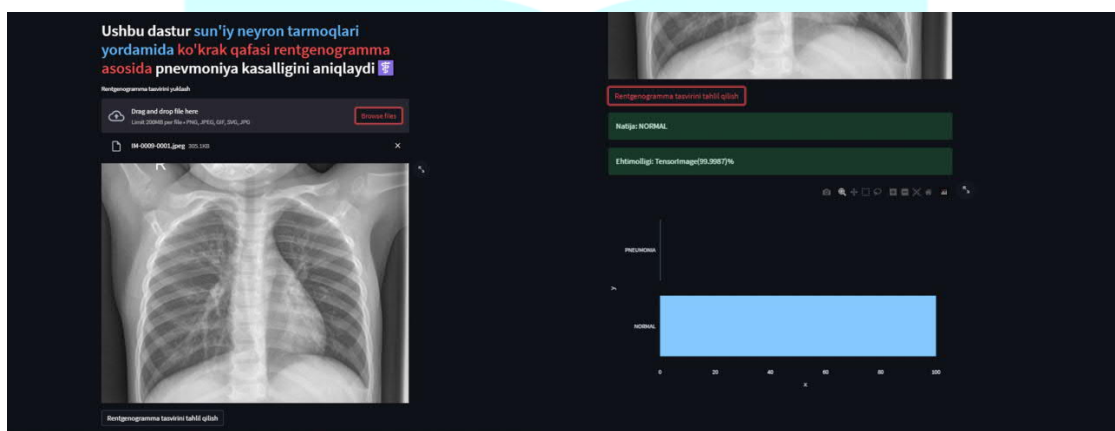 Ushbu dastur sun'iy neyron tarmoqlari
yordamida ko'krak qafasi rentgenogramma
asosida pnevmoniya kasalligini aniqlaydi
Rentgenogramma tasvirini yuklash
Drag and drop file here
Limit 200MB per file • PNG, JPEG, GIF, SVG, JPG
Browse files
IM-0009-0001.jpeg 365.1KB
R
Rentgenogramma tasvirini tahlil qilish
Rentgenogramma tasvirini tahlil qilish
Natija: NORMAL
Ehtimolligi: TensorImage(99.9987)%
PNEUMONIA
y
NORMAL
0 20 40 60 80 100
x